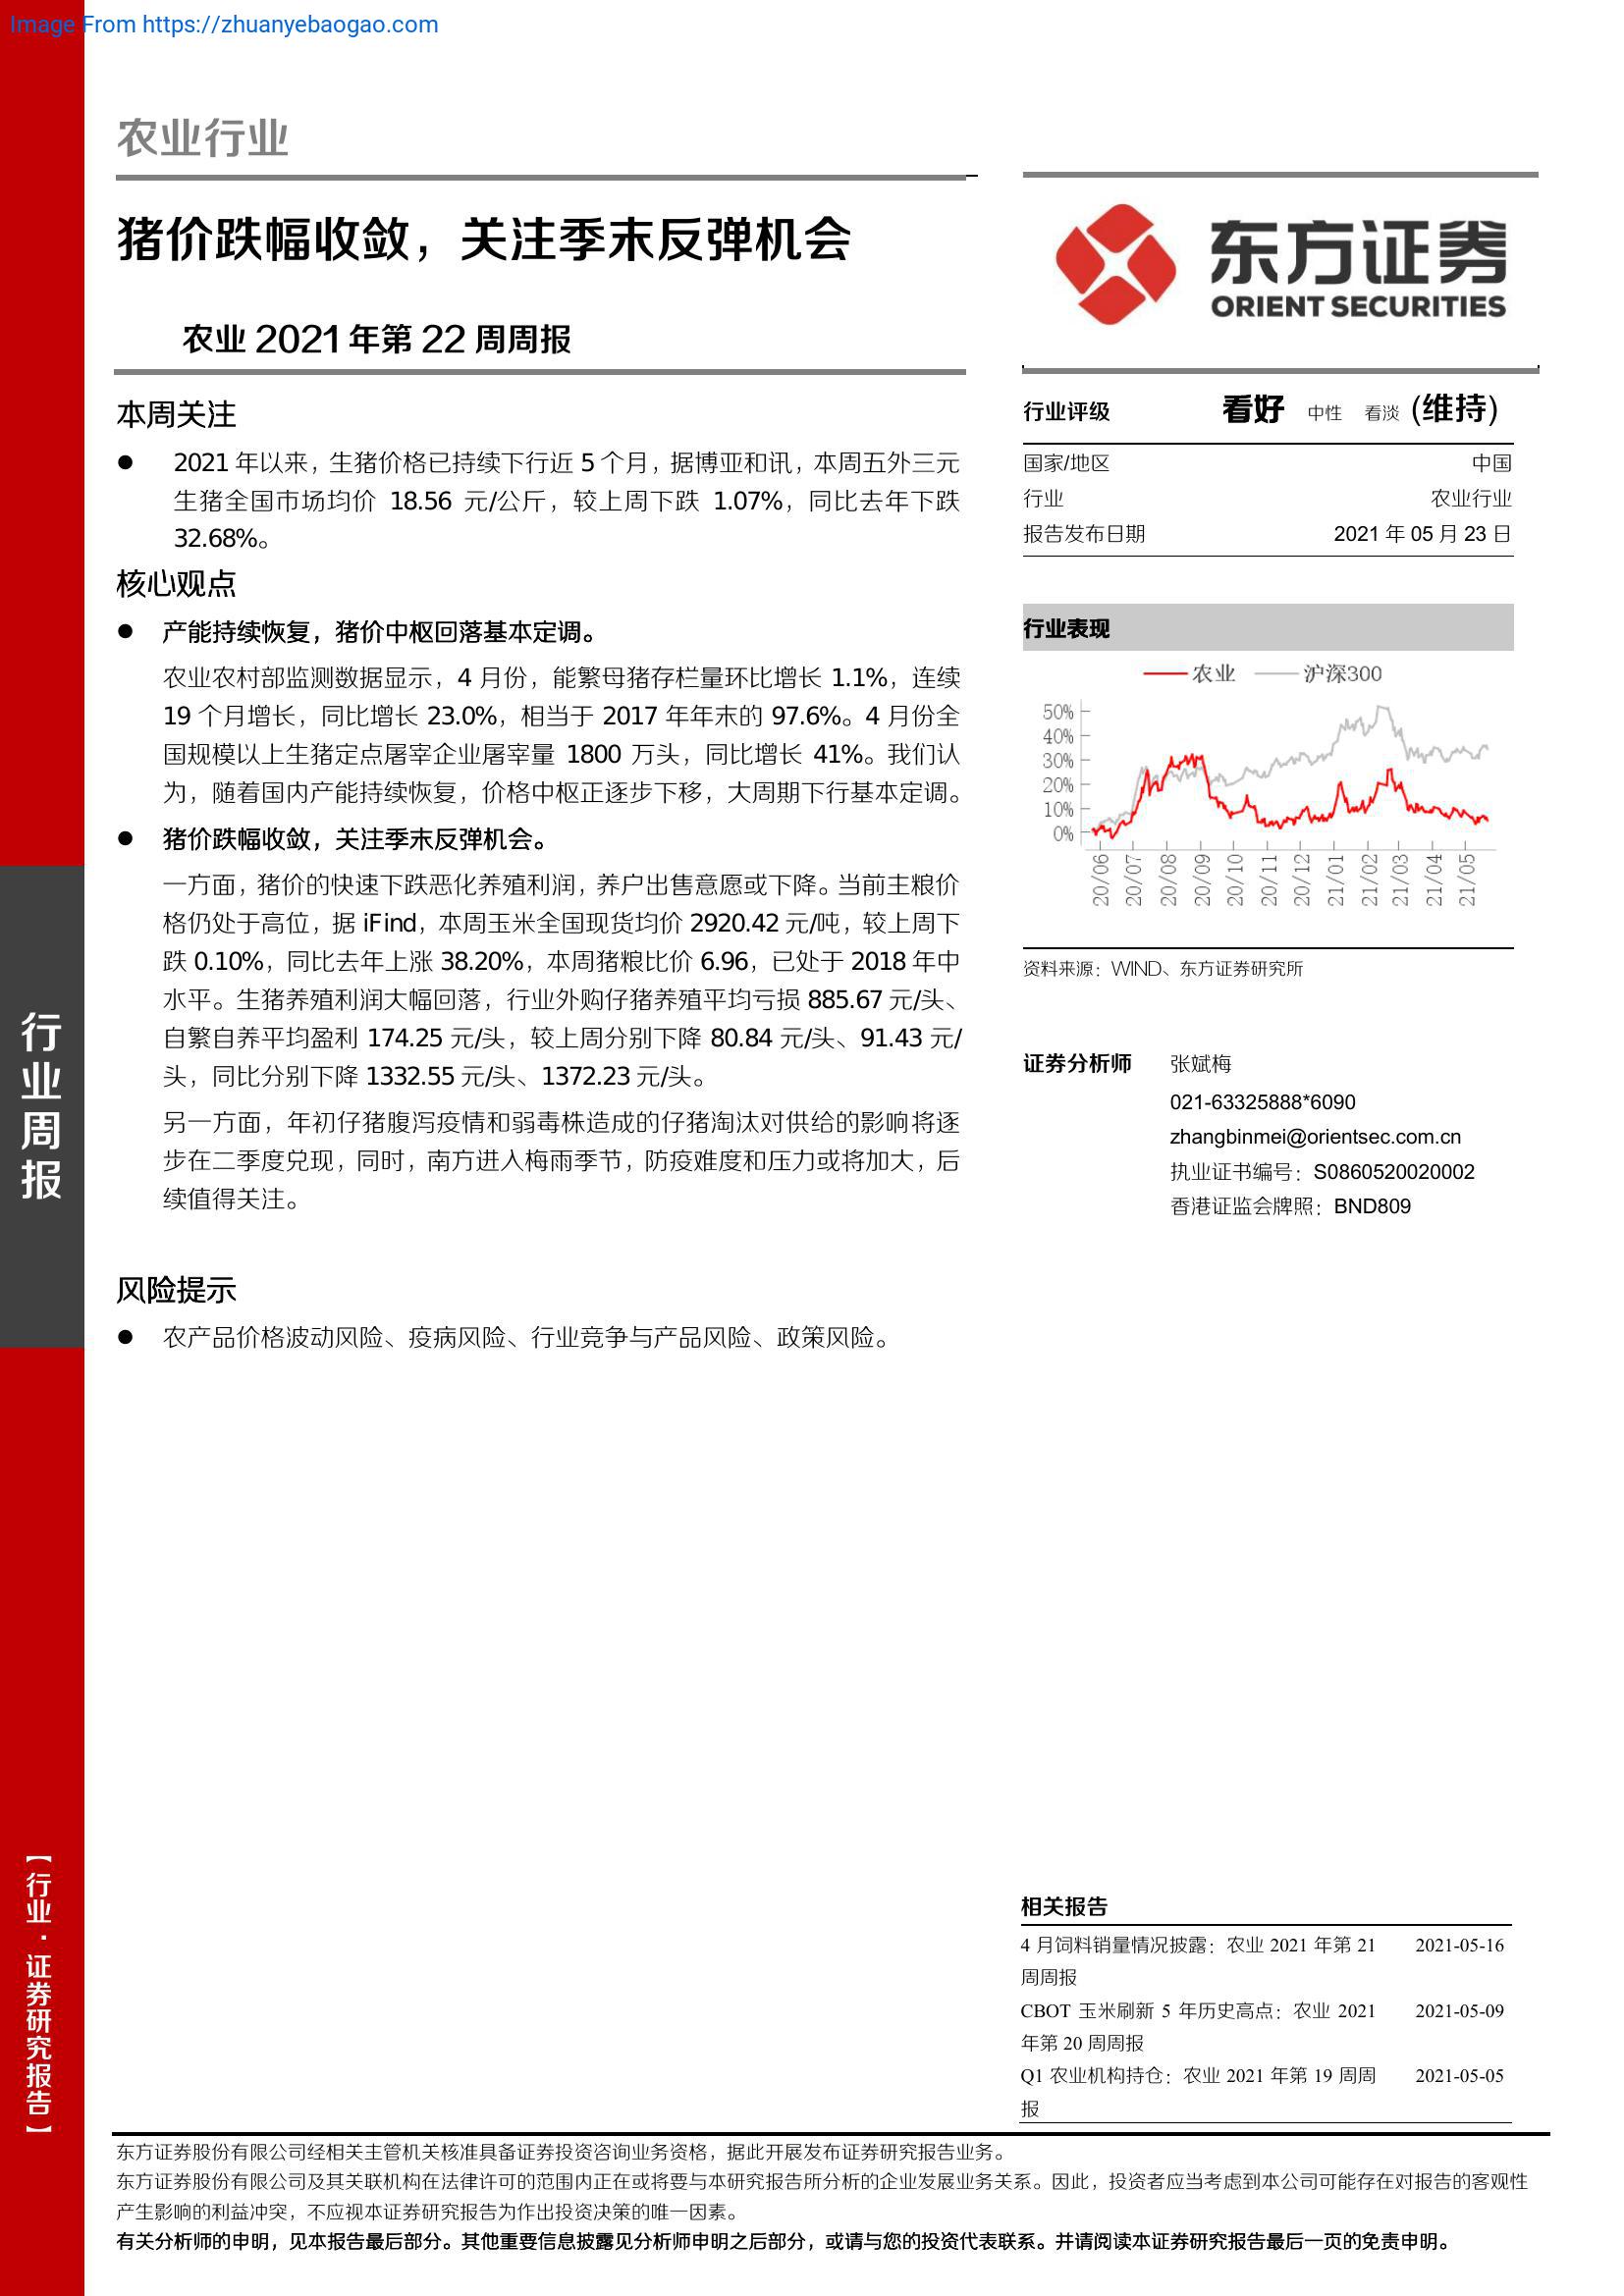 Image From https://zhuanyebaogao.com
农业行业
猪价跌幅收敛，关注季末反弹机会
农业 2021 年第 22 周周报
本周关注
● 2021 年以来，生猪价格已持续下行近 5 个月，据博亚和讯，本周五外三元
生猪全国市场均价 18.56 元/公斤，较上周下跌 1.07%，同比去年下跌
32.68%。
核心观点
● 产能持续恢复，猪价中枢回落基本定调。
农业农村部监测数据显示，4 月份，能繁母猪存栏量环比增长 1.1%，连续
19 个月增长，同比增长 23.0%，相当于 2017 年年末的 97.6%。4 月份全
国规模以上生猪定点屠宰企业屠宰量 1800 万头，同比增长 41%。我们认
为，随着国内产能持续恢复，价格中枢正逐步下移，大周期下行基本定调。
● 猪价跌幅收敛，关注季末反弹机会。
一方面，猪价的快速下跌恶化养殖利润，养户出售意愿或下降。当前主粮价
格仍处于高位，据 iFind，本周玉米全国现货均价 2920.42 元/吨，较上周下
跌 0.10%，同比去年上涨 38.20%，本周猪粮比价 6.96，已处于 2018 年中
水平。生猪养殖利润大幅回落，行业外购仔猪养殖平均亏损 885.67 元/头、
自繁自养平均盈利 174.25 元/头，较上周分别下降 80.84 元/头、91.43 元/
头，同比分别下降 1332.55 元/头、1372.23 元/头。
另一方面，年初仔猪腹泻疫情和弱毒株造成的仔猪淘汰对供给的影响将逐
步在二季度兑现，同时，南方进入梅雨季节，防疫难度和压力或将加大，后
续值得关注。
风险提示
● 农产品价格波动风险、疫病风险、行业竞争与产品风险、政策风险。
东方证券
ORIENT SECURITIES
行业评级 看好 中性 看淡 (维持)
国家/地区 中国
行业 农业行业
报告发布日期 2021 年 05 月 23 日
行业表现
农业 沪深300
50%
40%
30%
20%
10%
0%
20/06 20/07 20/08 20/09 20/10 20/11 20/12 21/01 21/02 21/03 21/04 21/05
资料来源：WIND、东方证券研究所
证券分析师 张斌梅
021-63325888*6090
zhangbinmei@orientsec.com.cn
执业证书编号：S0860520020002
香港证监会牌照：BND809
相关报告
4 月饲料销量情况披露：农业 2021 年第 21 2021-05-16
周周报
CBOT 玉米刷新 5 年历史高点：农业 2021 2021-05-09
年第 20 周周报
Q1 农业机构持仓：农业 2021 年第 19 周周 2021-05-05
报
行业周报
【行业·证券研究报告】
东方证券股份有限公司经相关主管机关核准具备证券投资咨询业务资格，据此开展发布证券研究报告业务。
东方证券股份有限公司及其关联机构在法律许可的范围内正在或将要与本研究报告所分析的企业发展业务关系。因此，投资者应当考虑到本公司可能存在对报告的客观性
产生影响的利益冲突，不应视本证券研究报告为作出投资决策的唯一因素。
有关分析师的申明，见本报告最后部分。其他重要信息披露见分析师申明之后部分，或请与您的投资代表联系。并请阅读本证券研究报告最后一页的免责申明。